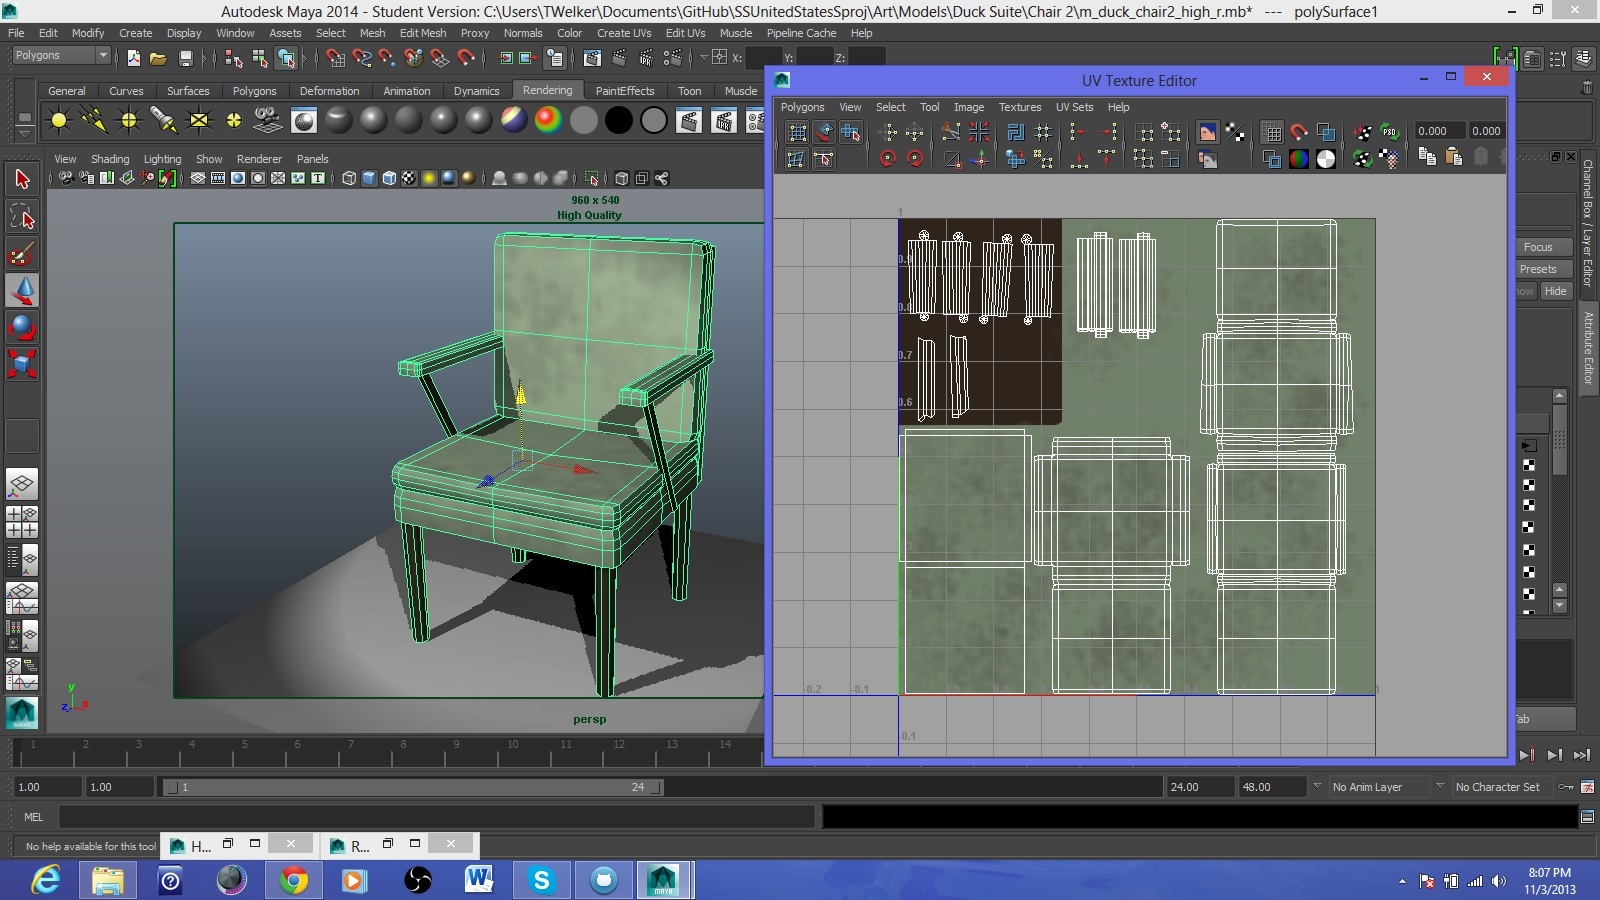 Autodesk Maya 2014 - Student Version: C:\Users\TWelker\Documents\GitHub\SSUnitedStatesSproj\Art\Models\Duck Suite\Chair 2\m_duck_chair2_high_r.mb* --- polySurface1
File Edit Modify Create Display Window Assets Select Mesh Edit Mesh Proxy Normals Color Create UVs Edit UVs Muscle Pipeline Cache Help
Polygons X: Y: Z:
UV Texture Editor
General Curves Surfaces Polygons Deformation Animation Dynamics Rendering PaintEffects Toon Muscle
Polygons View Select Tool Image Textures UV Sets Help
0.000 0.000
View Shading Lighting Show Renderer Panels
960 x 540
High Quality
1
0.9
0.8
0.7
0.6
-0.2 -0.1 1
-0.1
persp
y
z x
Channel Box / Layer Editor
Attribute Editor
Focus
Presets
Hide
Tab
1 2 3 4 5 6 7 8 9 10 11 12 13 14
1.00 1.00 1 24 24.00 48.00 No Anim Layer No Character Set
MEL
No help available for this tool
H... R...
MAYA
8:07 PM
11/3/2013